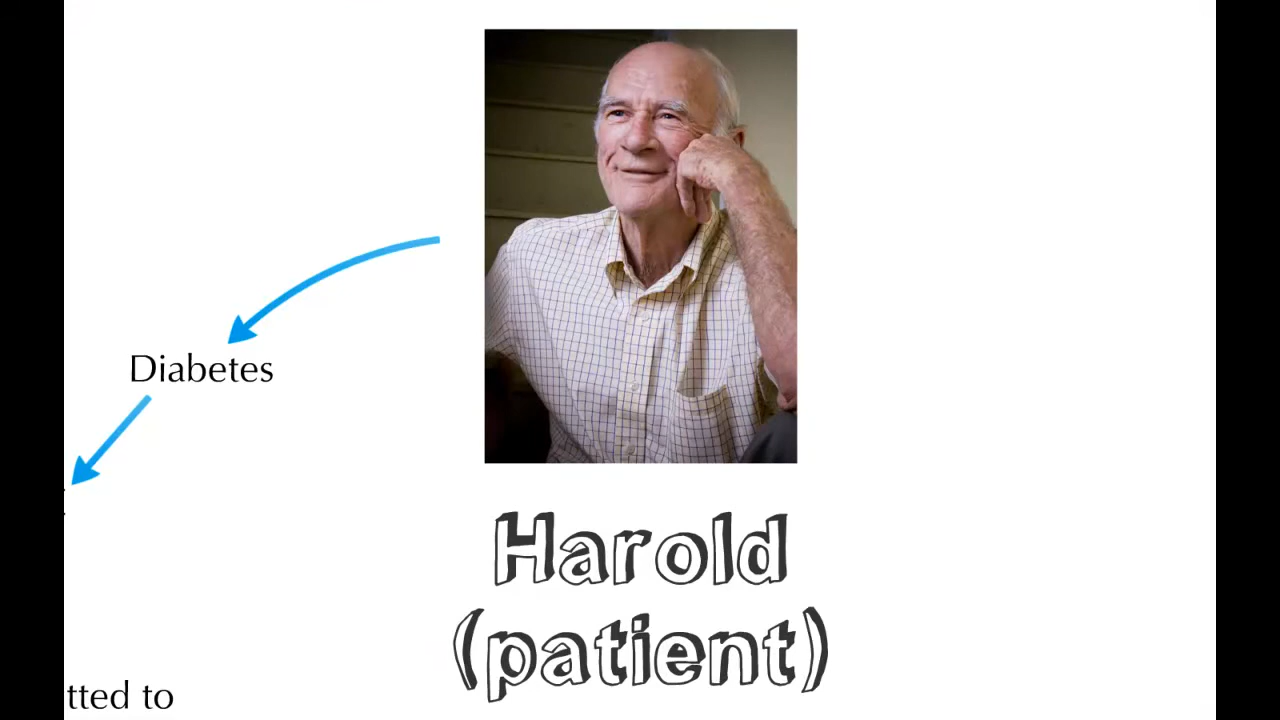 Diabetes
Harold
(patient)
tted to